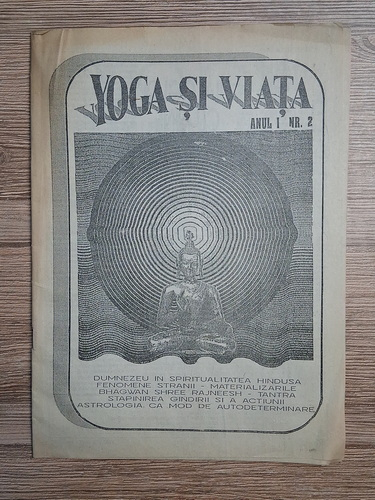 YOGA ŞI VIAŢA
ANUL 1 NR. 2
DUMNEZEU IN SPIRITUALITATEA HINDUSA
FENOMENE STRANII - MATERIALIZARILE
BHAGWAN SHREE RAJNEESH - TANTRA
STAPINIREA GINDIRII SI A ACTIUNII
ASTROLOGIA CA MOD DE AUTODETERMINARE